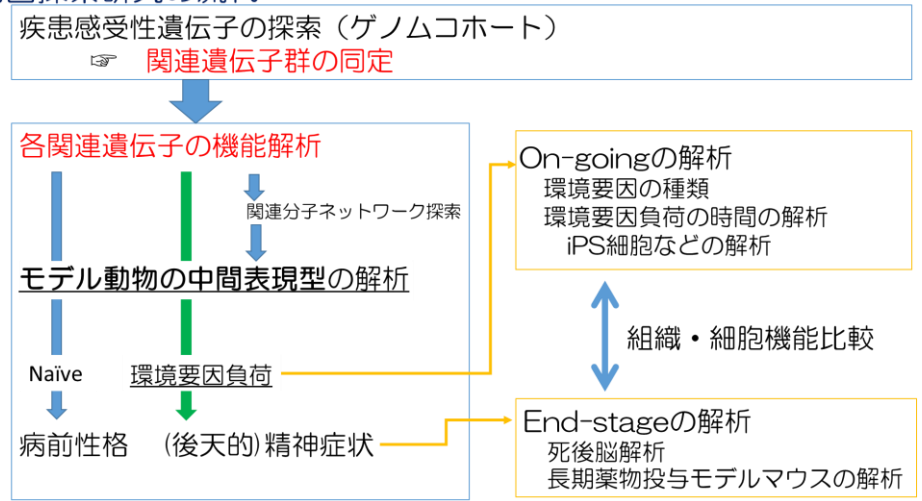 疾患感受性遺伝子の探索（ゲノムコホート）
☞ 関連遺伝子群の同定
各関連遺伝子の機能解析
関連分子ネットワーク探索
モデル動物の中間表現型の解析
Naïve 環境要因負荷
病前性格 (後天的)精神症状
On-goingの解析
環境要因の種類
環境要因負荷の時間の解析
iPS細胞などの解析
組織・細胞機能比較
End-stageの解析
死後脳解析
長期薬物投与モデルマウスの解析